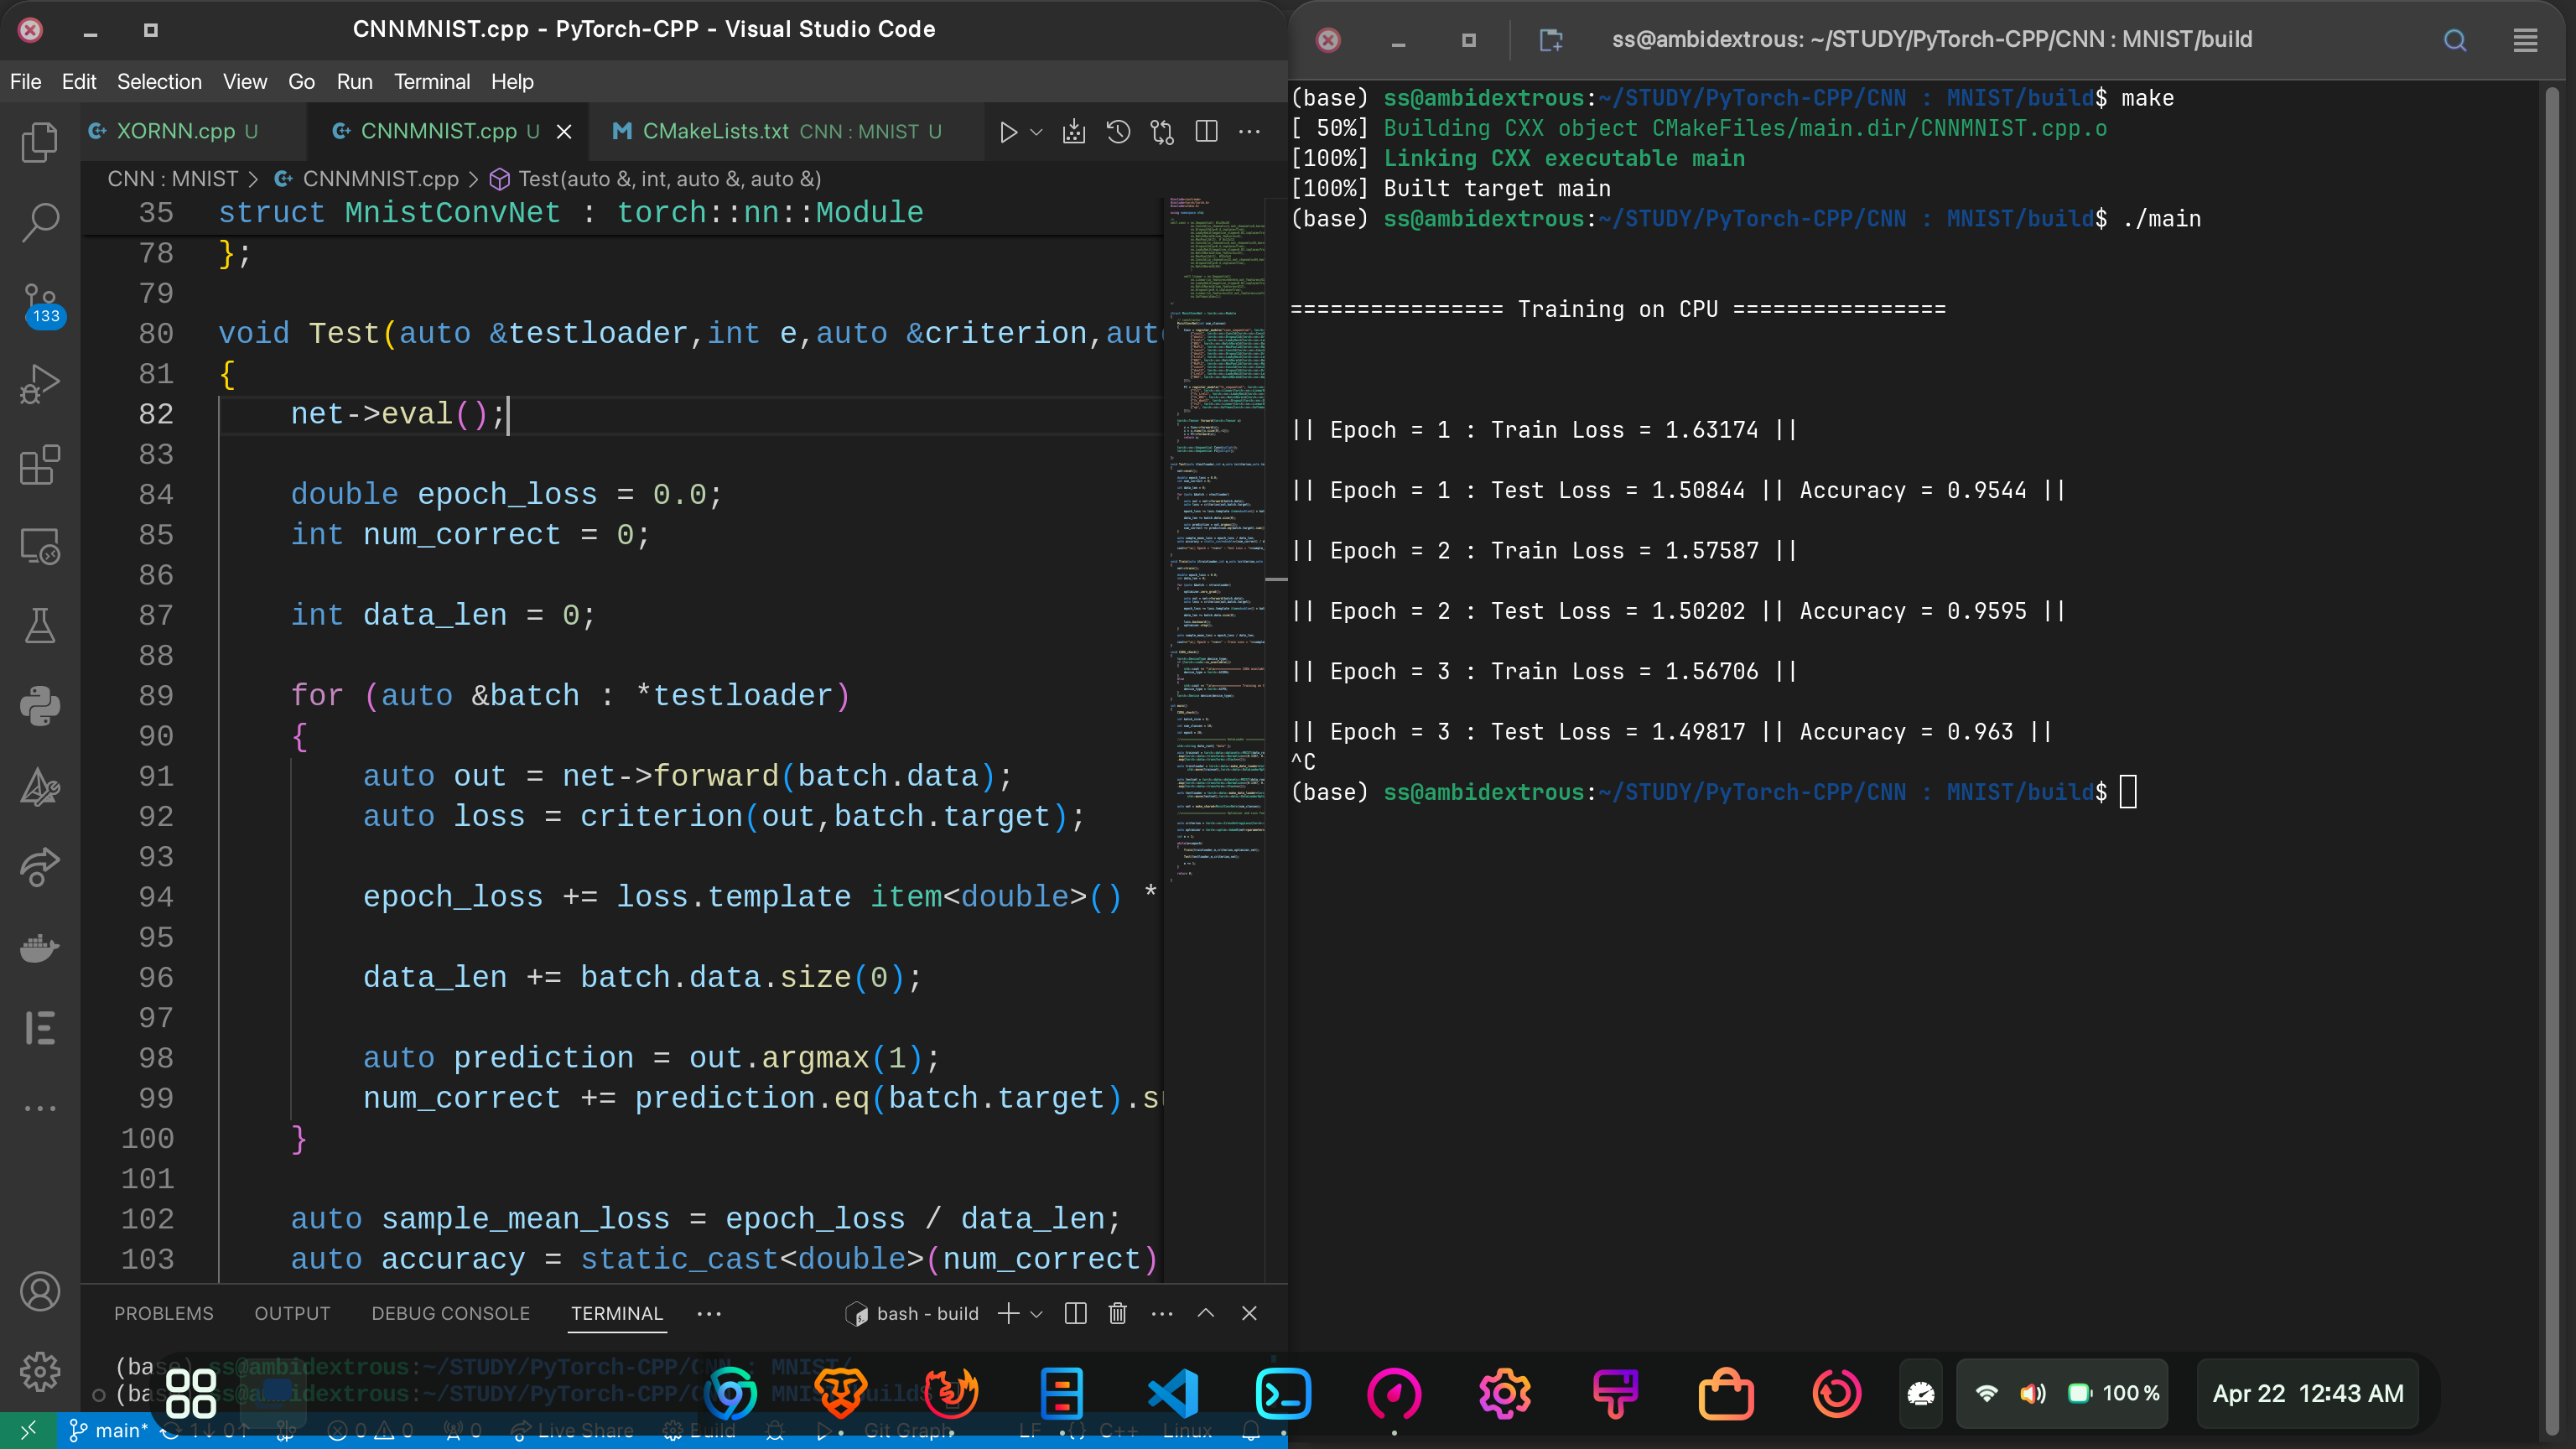 CNNMNIST.cpp - PyTorch-CPP - Visual Studio Code
File Edit Selection View Go Run Terminal Help
XORNN.cpp U
CNNMNIST.cpp U
CMakeLists.txt CNN : MNIST U
CNN : MNIST > CNNMNIST.cpp > Test(auto &, int, auto &, auto &)
35 struct MnistConvNet : torch::nn::Module
78 };
79
80 void Test(auto &testloader,int e,auto &criterion,aut
81 {
82 net->eval();
83
84 double epoch_loss = 0.0;
85 int num_correct = 0;
86
87 int data_len = 0;
88
89 for (auto &batch : *testloader)
90 {
91 auto out = net->forward(batch.data);
92 auto loss = criterion(out,batch.target);
93
94 epoch_loss += loss.template item<double>() *
95
96 data_len += batch.data.size(0);
97
98 auto prediction = out.argmax(1);
99 num_correct += prediction.eq(batch.target).su
100 }
101
102 auto sample_mean_loss = epoch_loss / data_len;
103 auto accuracy = static_cast<double>(num_correct)
133
PROBLEMS OUTPUT DEBUG CONSOLE TERMINAL
bash - build
(base) ss@ambidextrous:~/STUDY/PyTorch-CPP/CNN : MNIST/
(bas ss@ambidextrous:~/STUDY/PyTorch-CPP/CNN : MNIST/build$
main* 1↓ 0↑ 0 0 0 Live Share Build Git Graph LF {} C++ Linux
ss@ambidextrous: ~/STUDY/PyTorch-CPP/CNN : MNIST/build
(base) ss@ambidextrous:~/STUDY/PyTorch-CPP/CNN : MNIST/build$ make
[ 50%] Building CXX object CMakeFiles/main.dir/CNNMNIST.cpp.o
[100%] Linking CXX executable main
[100%] Built target main
(base) ss@ambidextrous:~/STUDY/PyTorch-CPP/CNN : MNIST/build$ ./main
================ Training on CPU ================
|| Epoch = 1 : Train Loss = 1.63174 ||
|| Epoch = 1 : Test Loss = 1.50844 || Accuracy = 0.9544 ||
|| Epoch = 2 : Train Loss = 1.57587 ||
|| Epoch = 2 : Test Loss = 1.50202 || Accuracy = 0.9595 ||
|| Epoch = 3 : Train Loss = 1.56706 ||
|| Epoch = 3 : Test Loss = 1.49817 || Accuracy = 0.963 ||
^C
(base) ss@ambidextrous:~/STUDY/PyTorch-CPP/CNN : MNIST/build$
100 %
Apr 22 12:43 AM